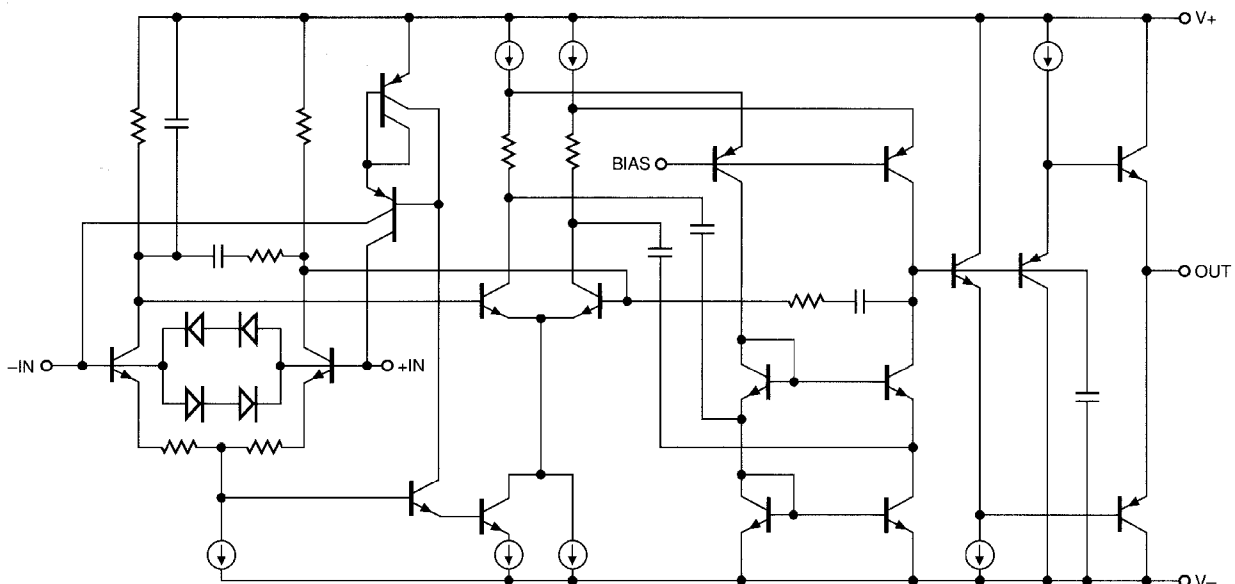 V+
BIAS
OUT
–IN
+IN
V–